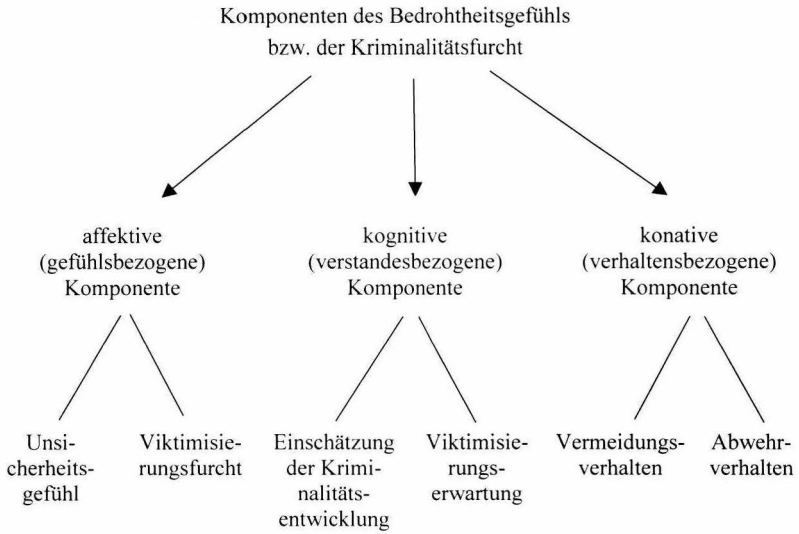 Komponenten des Bedrohtheitsgefühls
bzw. der Kriminalitätsfurcht
affektive
(gefühlsbezogene)
Komponente
kognitive
(verstandesbezogene)
Komponente
konative
(verhaltensbezogene)
Komponente
Unsi-
cherheits-
gefühl
Viktimisie-
rungsfurcht
Einschätzung
der Krimi-
nalitäts-
entwicklung
Viktimisie-
rungs-
erwartung
Vermeidungs-
verhalten
Abwehr-
verhalten